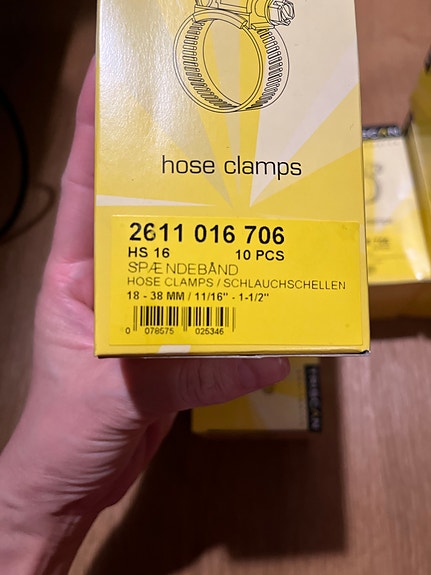 hose clamps
2611 016 706
HS 16 10 PCS
SPÆNDEBÅND
HOSE CLAMPS / SCHLAUCHSCHELLEN
18 - 38 MM / 11/16" - 1-1/2"
0 078575 025346